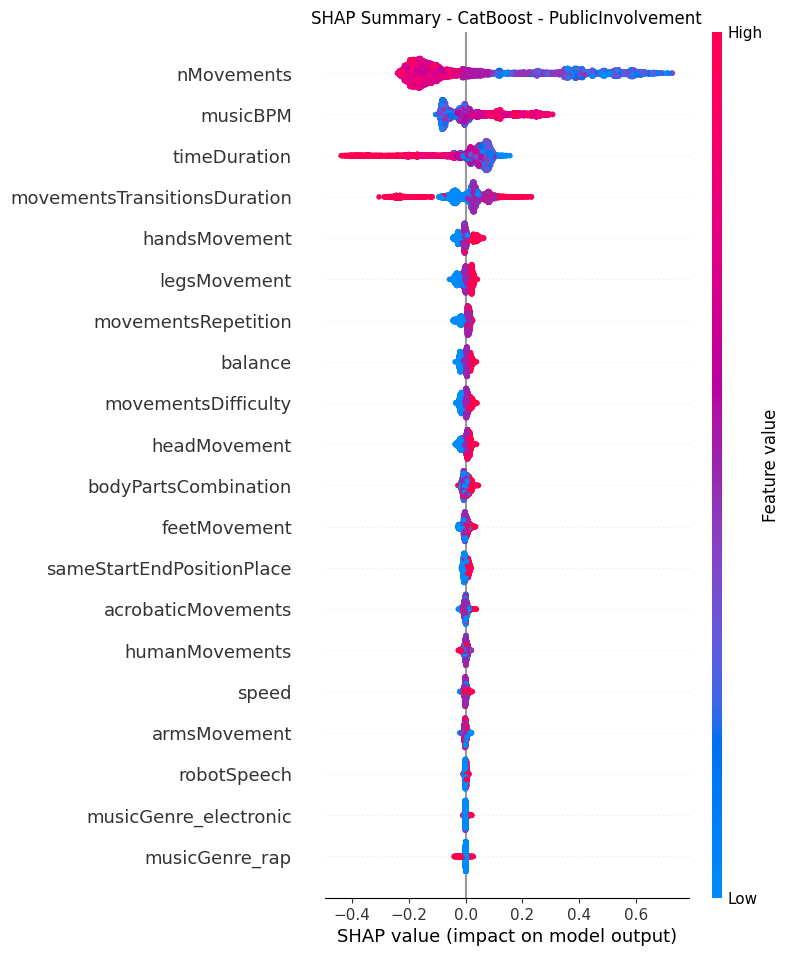 SHAP Summary - CatBoost - PublicInvolvement
High
nMovements
musicBPM
timeDuration
movementsTransitionsDuration
handsMovement
legsMovement
movementsRepetition
balance
movementsDifficulty
headMovement
bodyPartsCombination
feetMovement
sameStartEndPositionPlace
acrobaticMovements
humanMovements
speed
armsMovement
robotSpeech
musicGenre_electronic
musicGenre_rap
Feature value
Low
−0.4 −0.2 0.0 0.2 0.4 0.6
SHAP value (impact on model output)